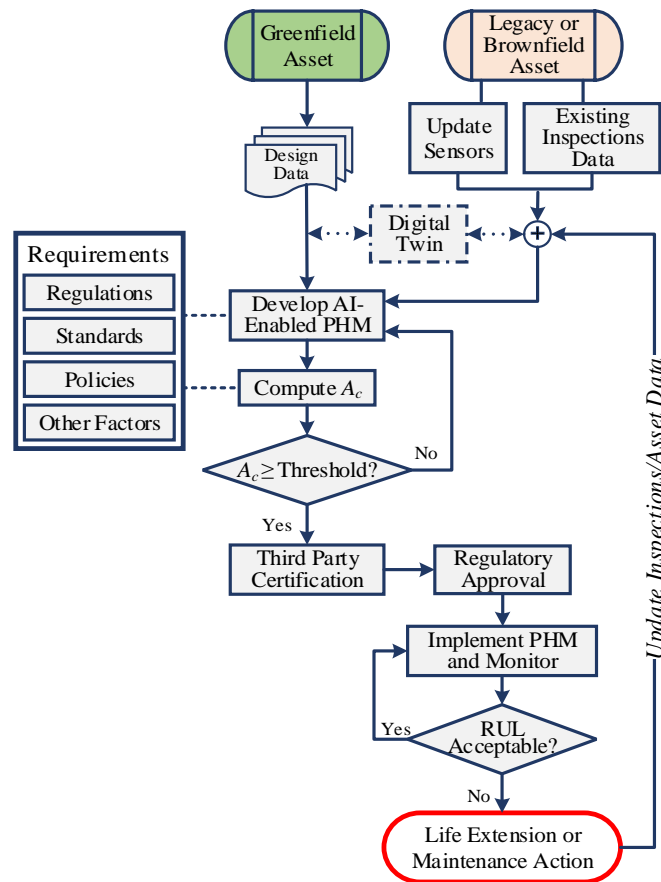 Greenfield
Asset
Legacy or
Brownfield
Asset
Update
Sensors
Existing
Inspections
Data
Design
Data
Digital
Twin
+
Requirements
Regulations
Standards
Policies
Other Factors
Develop AI-
Enabled PHM
Compute Ac
Ac ≥ Threshold?
No
Yes
Third Party
Certification
Regulatory
Approval
Implement PHM
and Monitor
Yes
RUL
Acceptable?
No
Life Extension or
Maintenance Action
Update Inspections/Asset Data